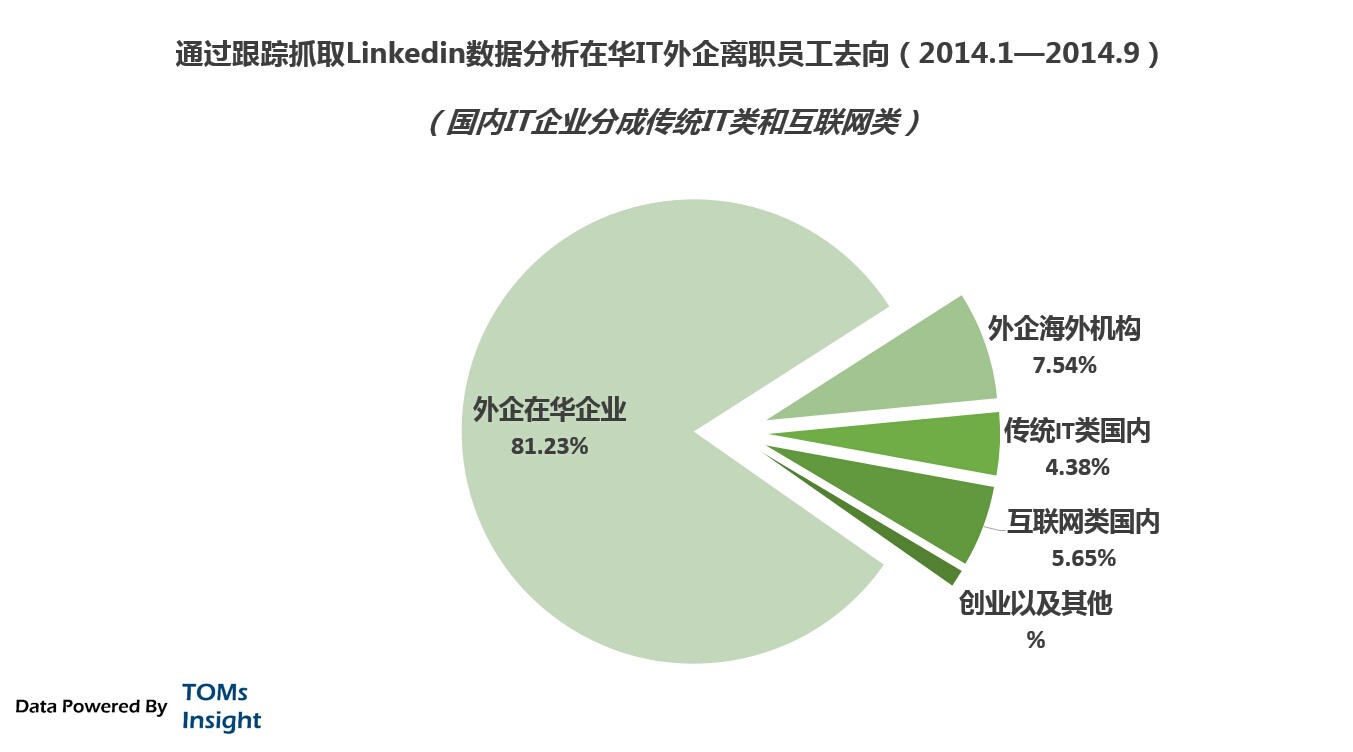 通过跟踪抓取Linkedin数据分析在华IT外企离职员工去向（2014.1—2014.9）
（国内IT企业分成传统IT类和互联网类）
外企海外机构
7.54%
外企在华企业
81.23%
传统IT类国内
4.38%
互联网类国内
5.65%
创业以及其他
%
Data Powered By
TOMs
Insight